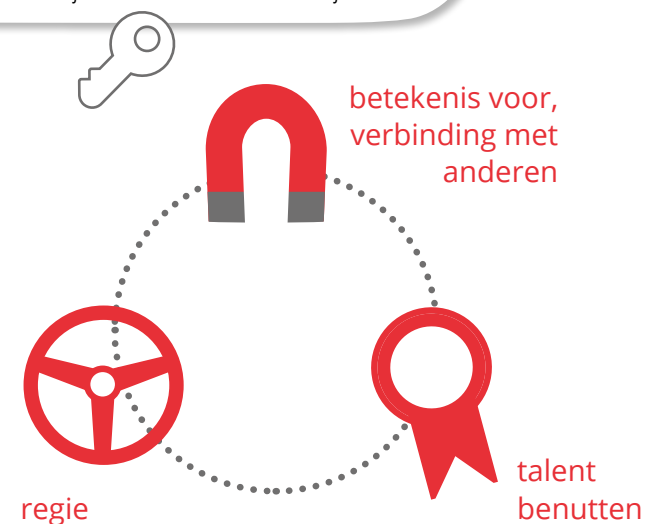 betekenis voor,
verbinding met
anderen
talent
benutten
regie